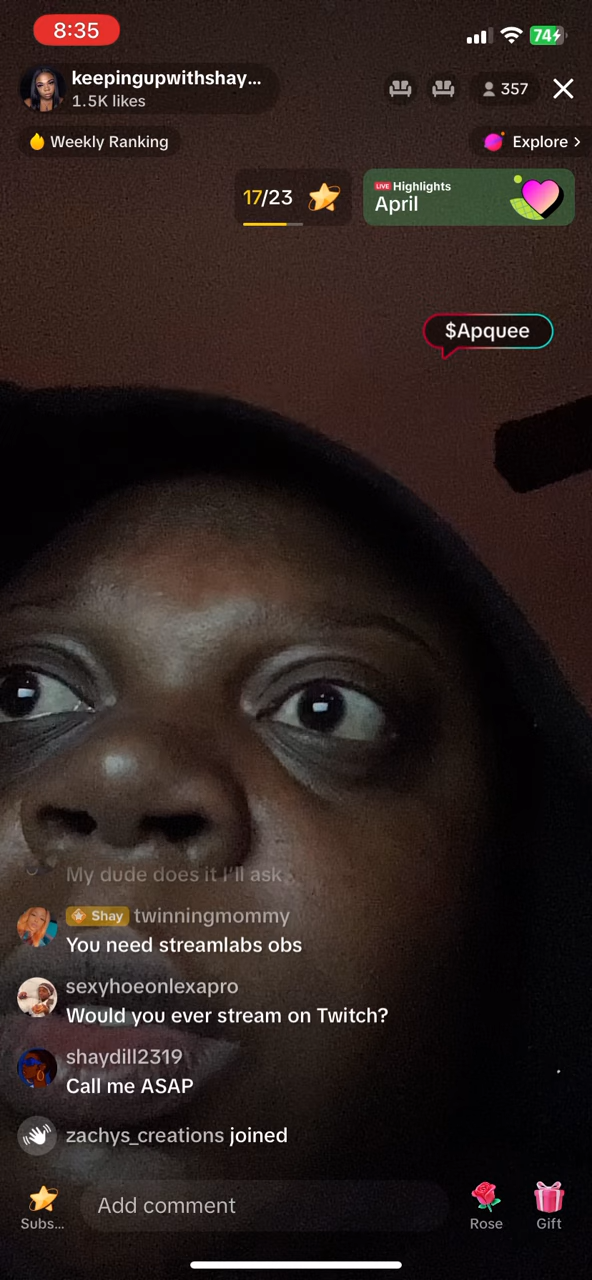 8:35
74
keepingupwithshay...
1.5K likes
357
Weekly Ranking
Explore >
17/23
LIVE Highlights
April
$Apquee
My dude does it I'll ask
Shay twinningmommy
You need streamlabs obs
sexyhoeonlexapro
Would you ever stream on Twitch?
shaydill2319
Call me ASAP
zachys_creations joined
Subs...
Add comment
Rose
Gift